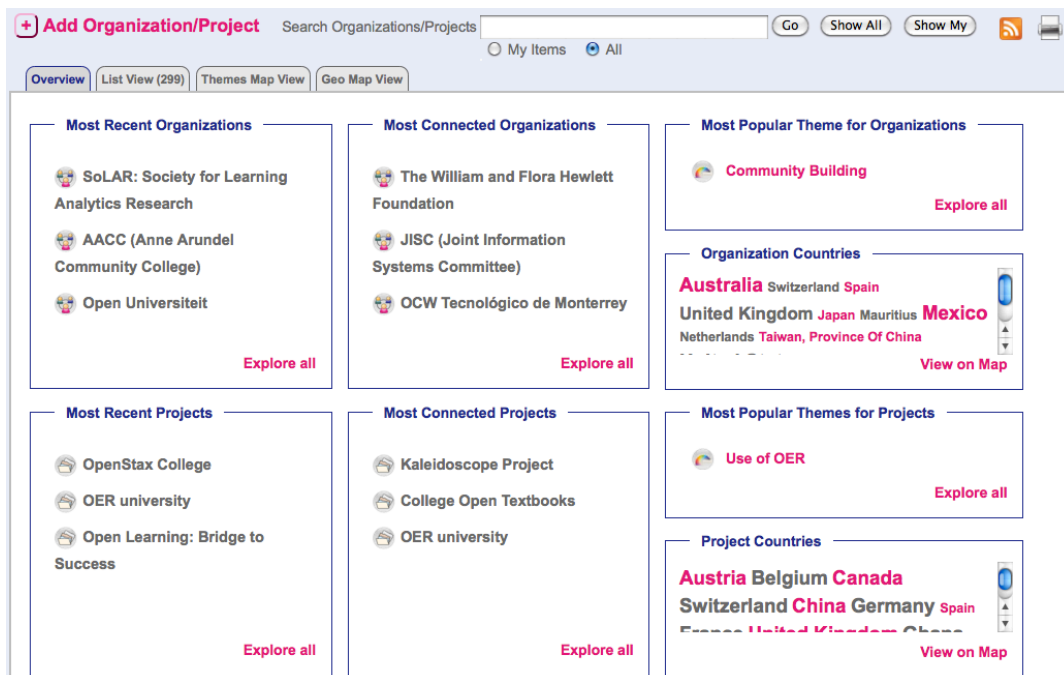 + Add Organization/Project Search Organizations/Projects Go Show All Show My
My Items All
Overview List View (299) Themes Map View Geo Map View
Most Recent Organizations
SoLAR: Society for Learning
Analytics Research
AACC (Anne Arundel
Community College)
Open Universiteit
Explore all
Most Connected Organizations
The William and Flora Hewlett
Foundation
JISC (Joint Information
Systems Committee)
OCW Tecnológico de Monterrey
Explore all
Most Popular Theme for Organizations
Community Building
Explore all
Organization Countries
Australia Switzerland Spain
United Kingdom Japan Mauritius Mexico
Netherlands Taiwan, Province Of China
View on Map
Most Recent Projects
OpenStax College
OER university
Open Learning: Bridge to
Success
Explore all
Most Connected Projects
Kaleidoscope Project
College Open Textbooks
OER university
Explore all
Most Popular Themes for Projects
Use of OER
Explore all
Project Countries
Austria Belgium Canada
Switzerland China Germany Spain
France United Kingdom Ghana
View on Map